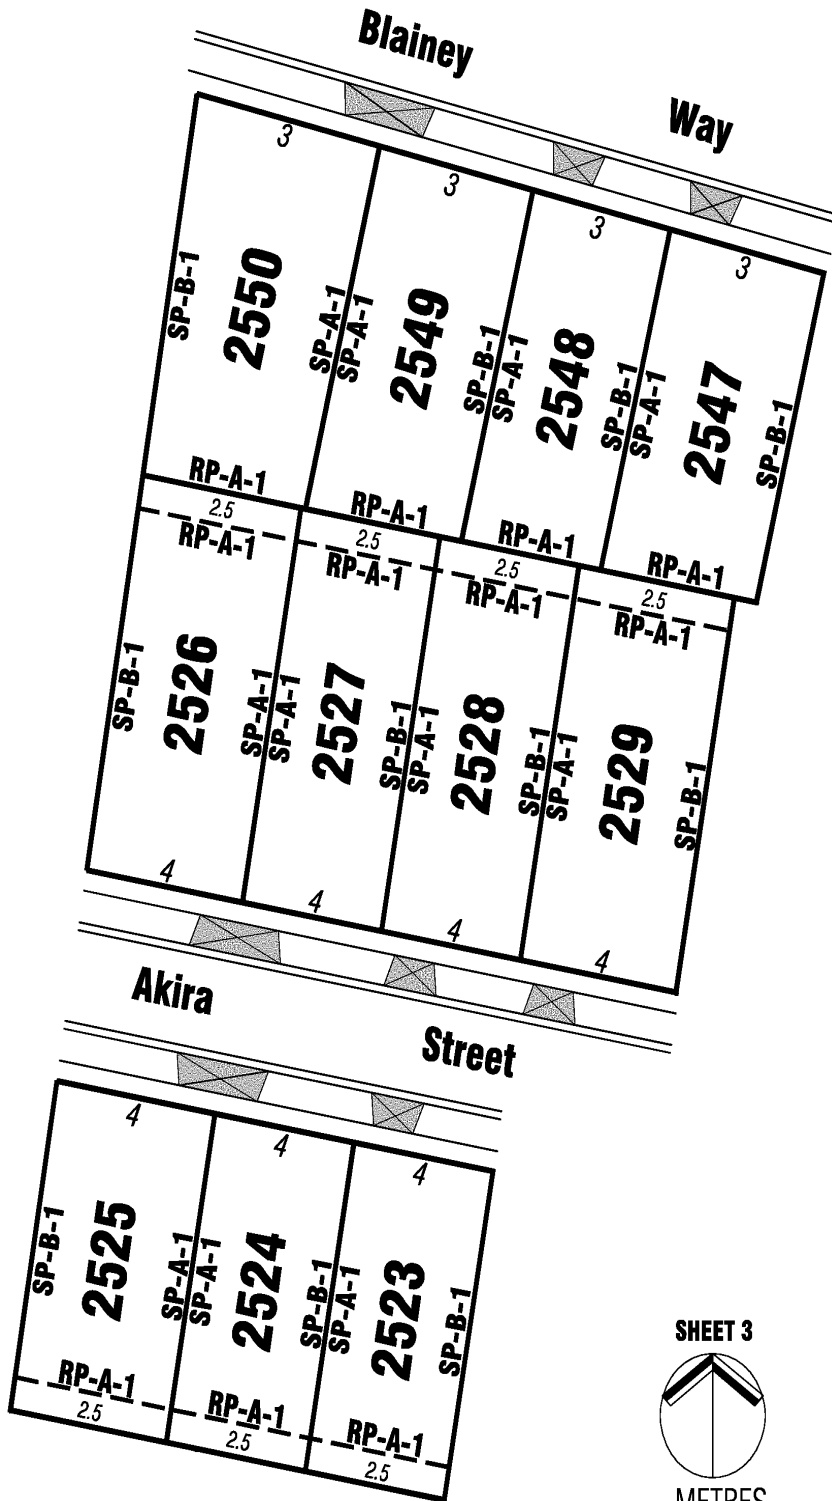 Blainey Way
3
3
3
3
SP-B-1 2550 SP-A-1
SP-A-1 2549 SP-B-1
SP-A-1 2548 SP-B-1
SP-A-1 2547 SP-B-1
RP-A-1
RP-A-1
RP-A-1
RP-A-1
2.5
RP-A-1
2.5
RP-A-1
2.5
RP-A-1
2.5
RP-A-1
SP-B-1 2526 SP-A-1
SP-A-1 2527 SP-B-1
SP-A-1 2528 SP-B-1
SP-A-1 2529 SP-B-1
4
4
4
4
Akira Street
4
4
4
SP-B-1 2525 SP-A-1
SP-A-1 2524 SP-B-1
SP-A-1 2523 SP-B-1
RP-A-1
2.5
RP-A-1
2.5
RP-A-1
2.5
SHEET 3
METRES